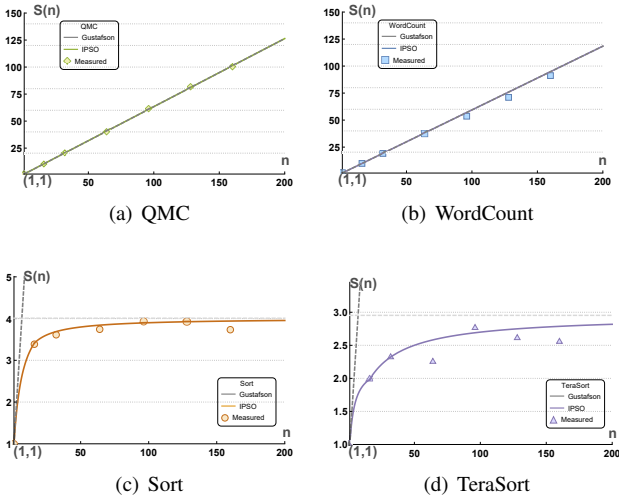 S(n)
150
125
100
75
50
25
QMC
Gustafson
IPSO
Measured
n
(1,1)
50
100
150
200
(a) QMC
S(n)
150
125
100
75
50
25
WordCount
Gustafson
IPSO
Measured
n
(1,1)
50
100
150
200
(b) WordCount
S(n)
5
4
3
2
1
Sort
Gustafson
IPSO
Measured
n
(1,1)
50
100
150
200
(c) Sort
S(n)
3.0
2.5
2.0
1.5
1.0
TeraSort
Gustafson
IPSO
Measured
n
(1,1)
50
100
150
200
(d) TeraSort